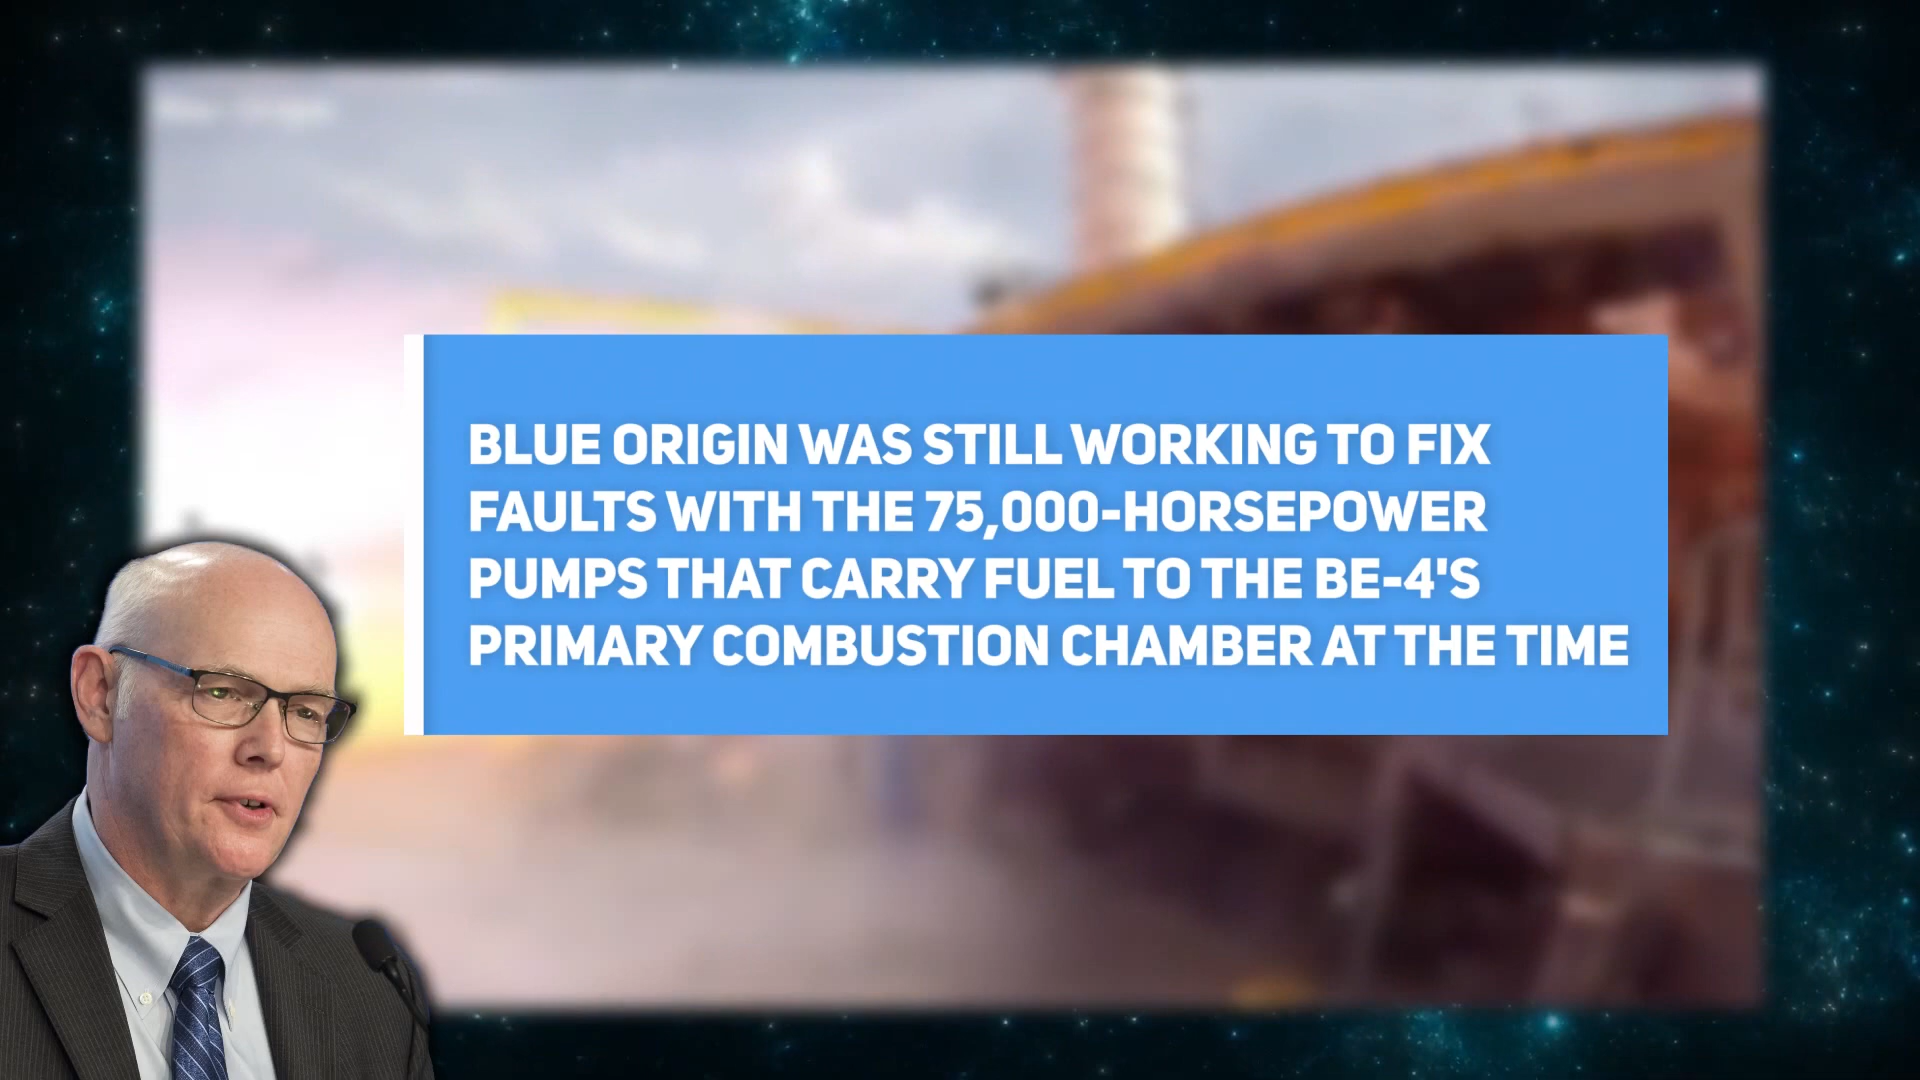 BLUE ORIGIN WAS STILL WORKING TO FIX
FAULTS WITH THE 75,000-HORSEPOWER
PUMPS THAT CARRY FUEL TO THE BE-4'S
PRIMARY COMBUSTION CHAMBER AT THE TIME